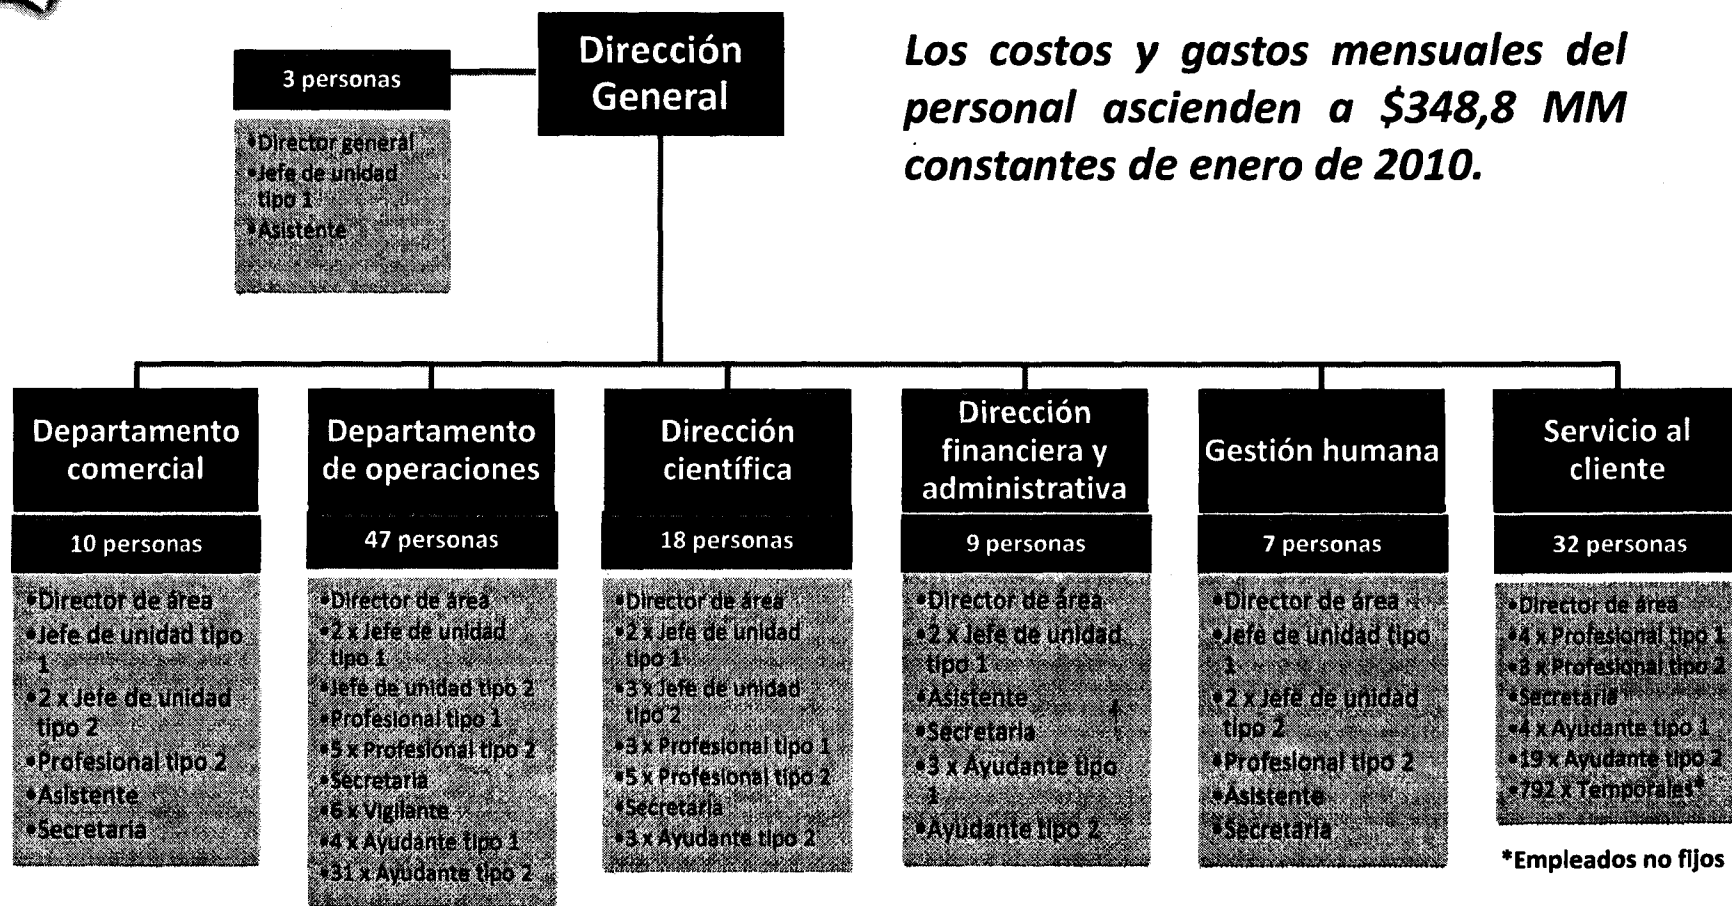 Dirección
General
3 personas
•Director general
•Jefe de unidad
tipo 1
•Asistente
Los costos y gastos mensuales del
personal ascienden a $348,8 MM
constantes de enero de 2010.
Departamento
comercial
10 personas
•Director de área
•Jefe de unidad tipo
1
•2 x Jefe de unidad
tipo 2
•Profesional tipo 2
•Asistente
•Secretaria
Departamento
de operaciones
47 personas
•Director de área
•2 x Jefe de unidad
tipo 1
•Jefe de unidad tipo 2
•Profesional tipo 1
•5 x Profesional tipo 2
•Secretaria
•6 x Vigilante
•4 x Ayudante tipo 1
•31 x Ayudante tipo 2
Dirección
científica
18 personas
•Director de área
•2 x Jefe de unidad
tipo 1
•3 x Jefe de unidad
tipo 2
•3 x Profesional tipo 1
•5 x Profesional tipo 2
•Secretaria
•3 x Ayudante tipo 2
Dirección
financiera y
administrativa
9 personas
•Director de área
•2 x Jefe de unidad
tipo 1
•Asistente
•Secretaria
•3 x Ayudante tipo
1
•Ayudante tipo 2
Gestión humana
7 personas
•Director de área
•Jefe de unidad tipo
1
•2 x Jefe de unidad
tipo 2
•Profesional tipo 2
•Asistente
•Secretaria
Servicio al
cliente
32 personas
•Director de área
•4 x Profesional tipo 1
•3 x Profesional tipo 2
•Secretaria
•4 x Ayudante tipo 1
•19 x Ayudante tipo 2
•792 x Temporales*
*Empleados no fijos